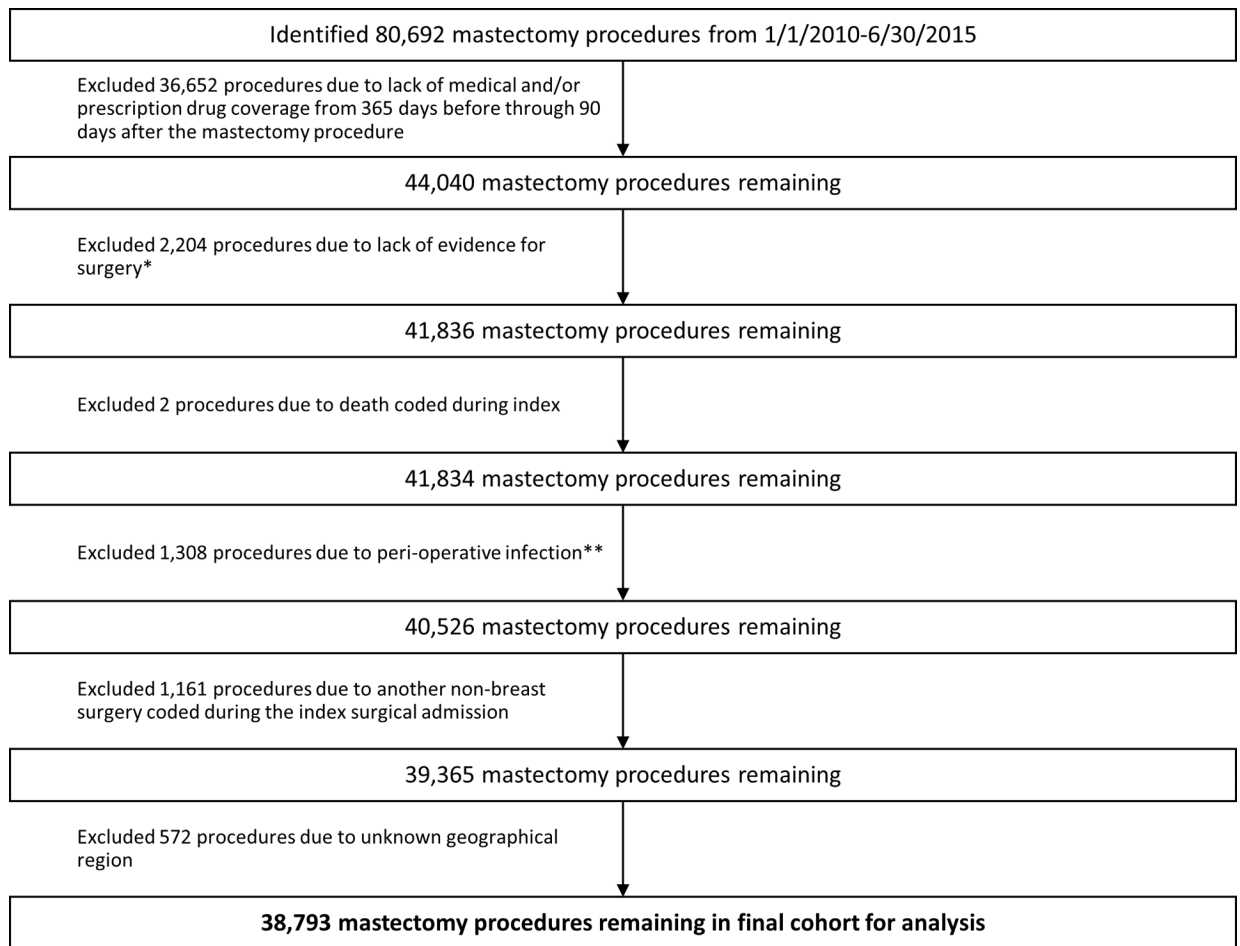 Identified 80,692 mastectomy procedures from 1/1/2010-6/30/2015
Excluded 36,652 procedures due to lack of medical and/or
prescription drug coverage from 365 days before through 90
days after the mastectomy procedure
44,040 mastectomy procedures remaining
Excluded 2,204 procedures due to lack of evidence for
surgery*
41,836 mastectomy procedures remaining
Excluded 2 procedures due to death coded during index
41,834 mastectomy procedures remaining
Excluded 1,308 procedures due to peri-operative infection**
40,526 mastectomy procedures remaining
Excluded 1,161 procedures due to another non-breast
surgery coded during the index surgical admission
39,365 mastectomy procedures remaining
Excluded 572 procedures due to unknown geographical
region
38,793 mastectomy procedures remaining in final cohort for analysis